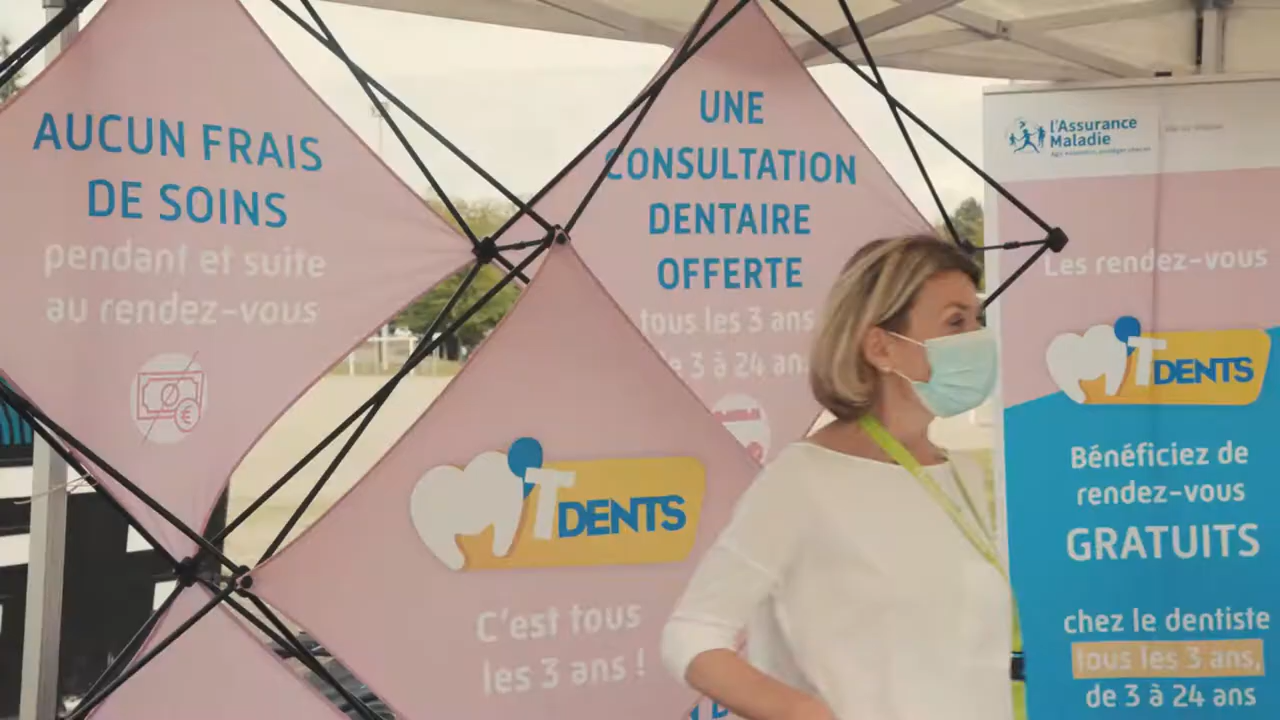 AUCUN FRAIS
DE SOINS
pendant et suite
au rendez-vous
UNE
CONSULTATION
DENTAIRE
OFFERTE
tous les 3 ans
de 3 à 24 ans
M'T DENTS
C'est tous
les 3 ans !
l'Assurance
Maladie
Les rendez-vous
M'T DENTS
Bénéficiez de
rendez-vous
GRATUITS
chez le dentiste
tous les 3 ans,
de 3 à 24 ans